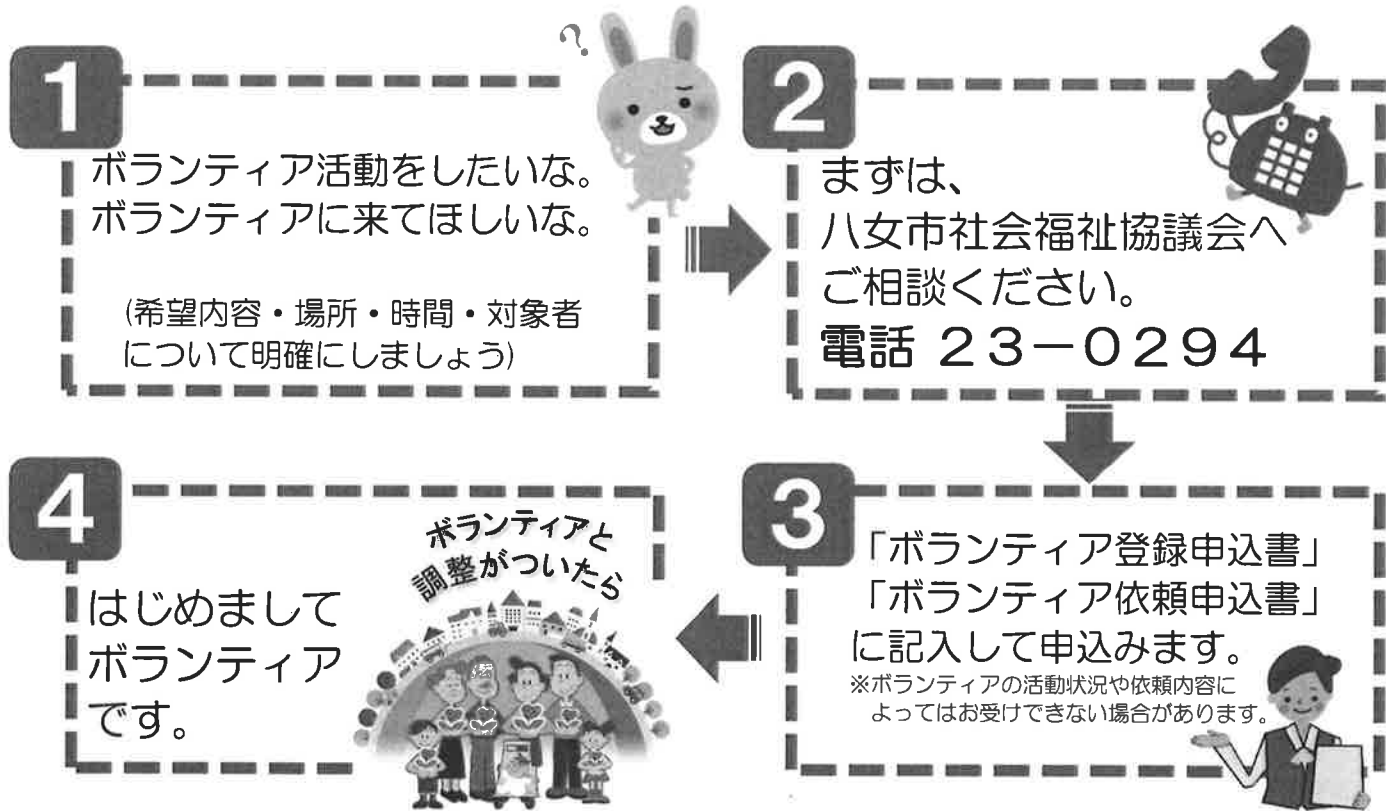 1
ボランティア活動をしたいな。
ボランティアに来てほしいな。
(希望内容・場所・時間・対象者
について明確にしましょう)
?
2
まずは、
八女市社会福祉協議会へ
ご相談ください。
電話 23-0294
3
「ボランティア登録申込書」
「ボランティア依頼申込書」
に記入して申込みます。
※ボランティアの活動状況や依頼内容に
よってはお受けできない場合があります。
4
ボランティアと
調整がついたら
はじめまして
ボランティア
です。